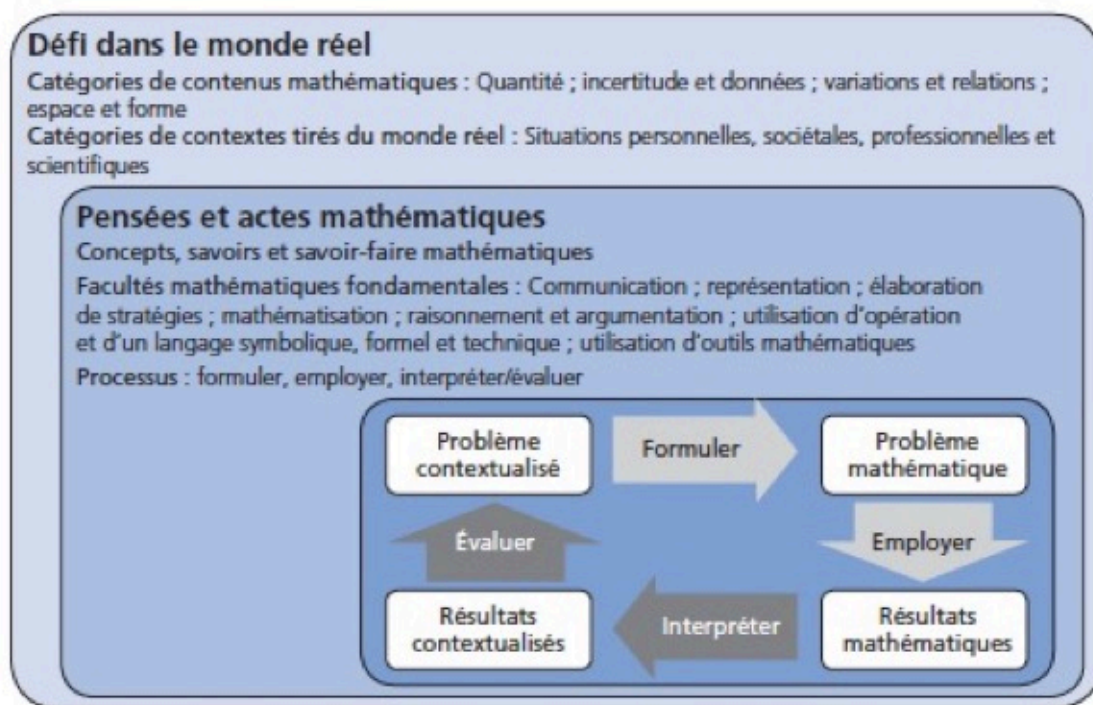 Défi dans le monde réel
Catégories de contenus mathématiques : Quantité ; incertitude et données ; variations et relations ;
espace et forme
Catégories de contextes tirés du monde réel : Situations personnelles, sociétales, professionnelles et
scientifiques
Pensées et actes mathématiques
Concepts, savoirs et savoir-faire mathématiques
Facultés mathématiques fondamentales : Communication ; représentation ; élaboration
de stratégies ; mathématisation ; raisonnement et argumentation ; utilisation d'opération
et d'un langage symbolique, formel et technique ; utilisation d'outils mathématiques
Processus : formuler, employer, interpréter/évaluer
Problème
contextualisé
Formuler
Problème
mathématique
Évaluer
Employer
Résultats
contextualisés
Interpréter
Résultats
mathématiques